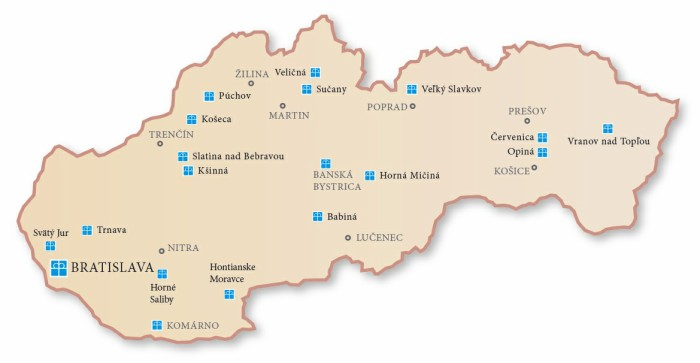 ŽILINA
Veličná
Sučany
Púchov
MARTIN
POPRAD
Veľký Slavkov
Košeca
TRENČÍN
PREŠOV
Červenica
Opiná
Vranov nad Topľou
KOŠICE
Slatina nad Bebravou
Kšinná
BANSKÁ
BYSTRICA
Horná Mičiná
Babiná
LUČENEC
Svätý Jur
Trnava
NITRA
BRATISLAVA
Horné
Saliby
Hontianske
Moravce
KOMÁRNO